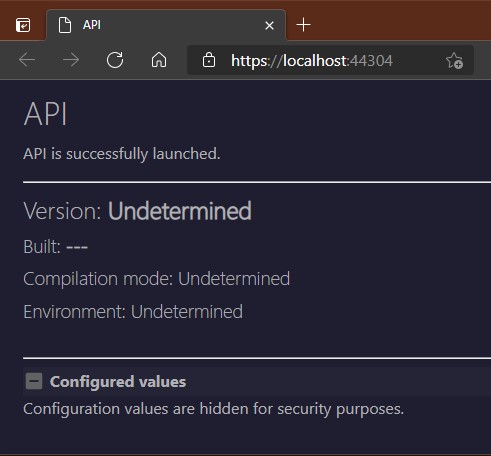 API
https://localhost:44304
API
API is successfully launched.
Version: Undetermined
Built: ---
Compilation mode: Undetermined
Environment: Undetermined
Configured values
Configuration values are hidden for security purposes.